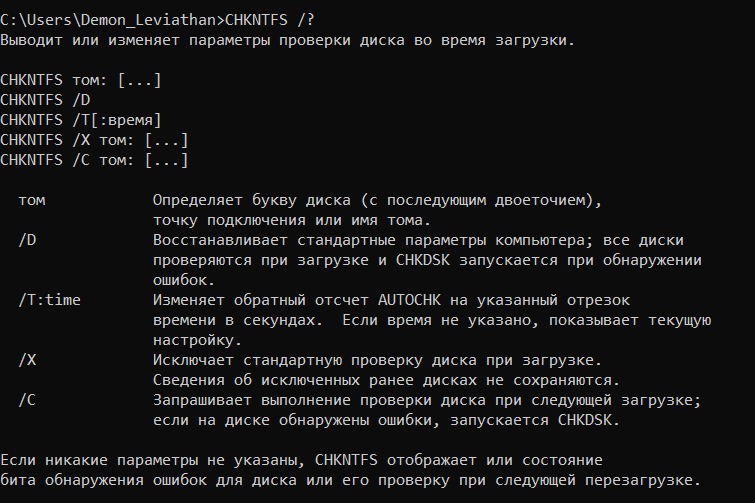 C:\Users\Demon_Leviathan>CHKNTFS /?
Выводит или изменяет параметры проверки диска во время загрузки.
CHKNTFS том: [...]
CHKNTFS /D
CHKNTFS /T[:время]
CHKNTFS /X том: [...]
CHKNTFS /C том: [...]
том Определяет букву диска (с последующим двоеточием),
точку подключения или имя тома.
/D Восстанавливает стандартные параметры компьютера; все диски
проверяются при загрузке и CHKDSK запускается при обнаружении
ошибок.
/T:time Изменяет обратный отсчет AUTOCHK на указанный отрезок
времени в секундах. Если время не указано, показывает текущую
настройку.
/X Исключает стандартную проверку диска при загрузке.
Сведения об исключенных ранее дисках не сохраняются.
/C Запрашивает выполнение проверки диска при следующей загрузке;
если на диске обнаружены ошибки, запускается CHKDSK.
Если никакие параметры не указаны, CHKNTFS отображает или состояние
бита обнаружения ошибок для диска или его проверку при следующей перезагрузке.